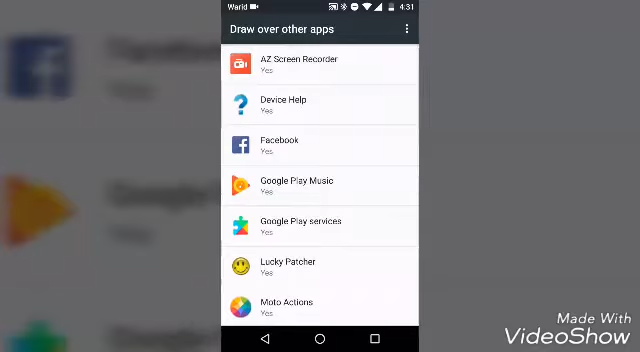 Warid 4:31
Draw over other apps
AZ Screen Recorder
Yes
Device Help
Yes
Facebook
Yes
Google Play Music
Yes
Google Play services
Yes
Lucky Patcher
Yes
Moto Actions
Yes
Made With
VideoShow